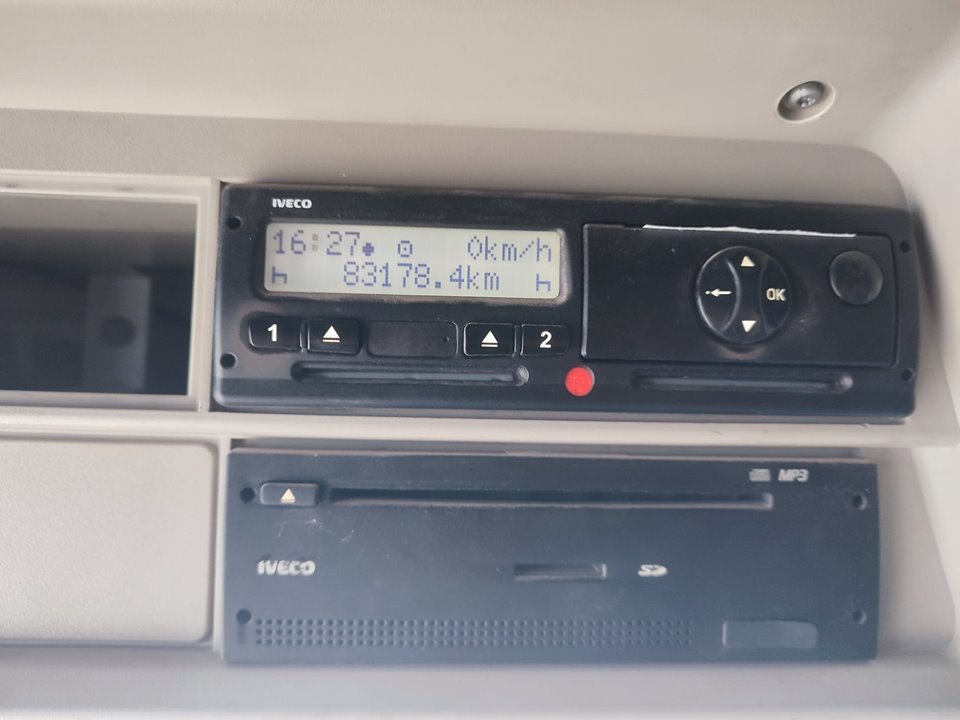 IVECO
16:27 0km/h
83178.4km
1 2
OK
MP3
IVECO
SD